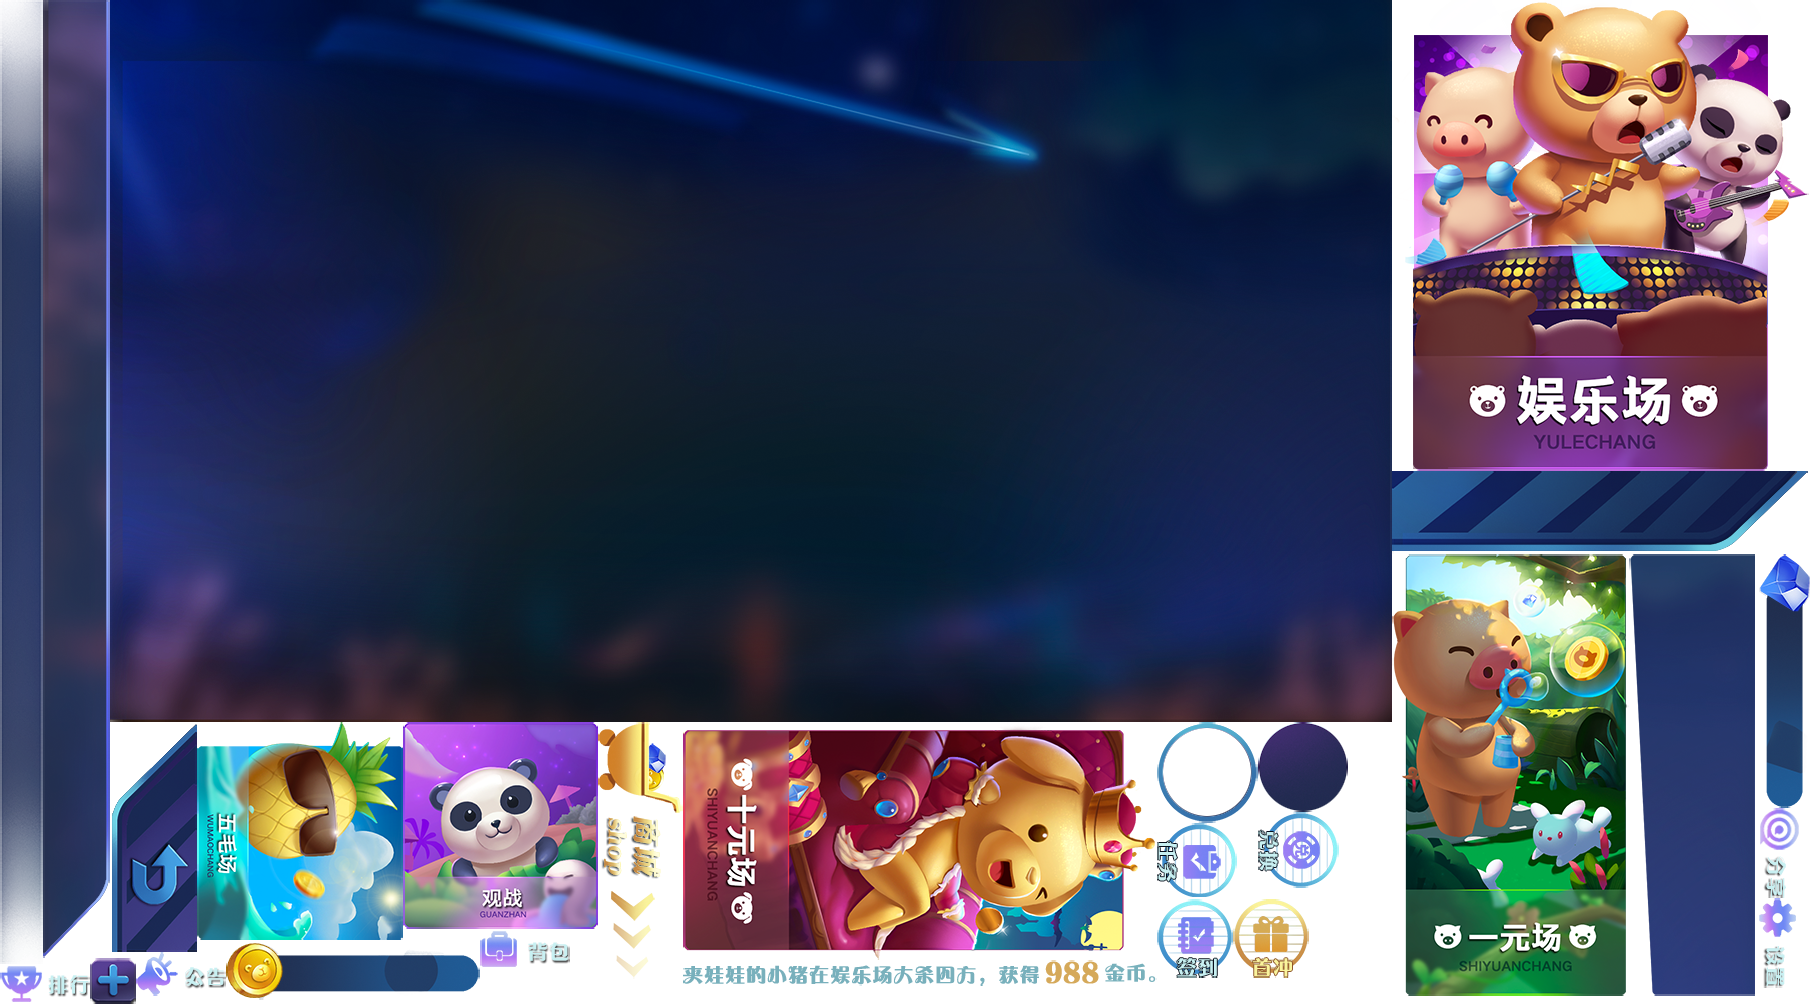 娱乐场
YULECHANG
五毛场
WUMAOCHANG
观战
GUANZHAN
商城
shop
十元场
SHIYUANCHANG
任务
兑换
签到
首冲
一元场
SHIYUANCHANG
分享
设置
排行
公告
背包
夹娃娃的小猪在娱乐场大杀四方，获得988金币。